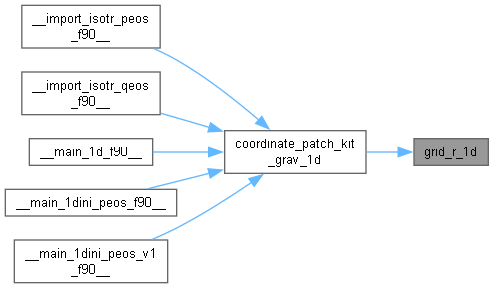 __import_isotr_peos
_f90__
__import_isotr_qeos
_f90__
__main_1d_f90__
__main_1dini_peos_f90__
__main_1dini_peos_v1
_f90__
coordinate_patch_kit
_grav_1d
grid_r_1d